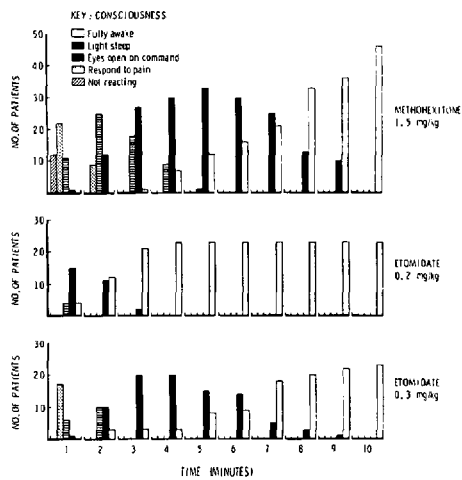 KEY: CONSCIOUSNESS
Fully awake
Light sleep
Eyes open on command
Respond to pain
Not reacting
NO. OF PATIENTS
50
40
30
20
10
METHOHEXITONE
1.5 mg/kg
NO. OF PATIENTS
30
20
10
ETOMIDATE
0.2 mg/kg
NO. OF PATIENTS
30
20
10
ETOMIDATE
0.3 mg/kg
1 2 3 4 5 6 7 8 9 10
TIME (MINUTES)